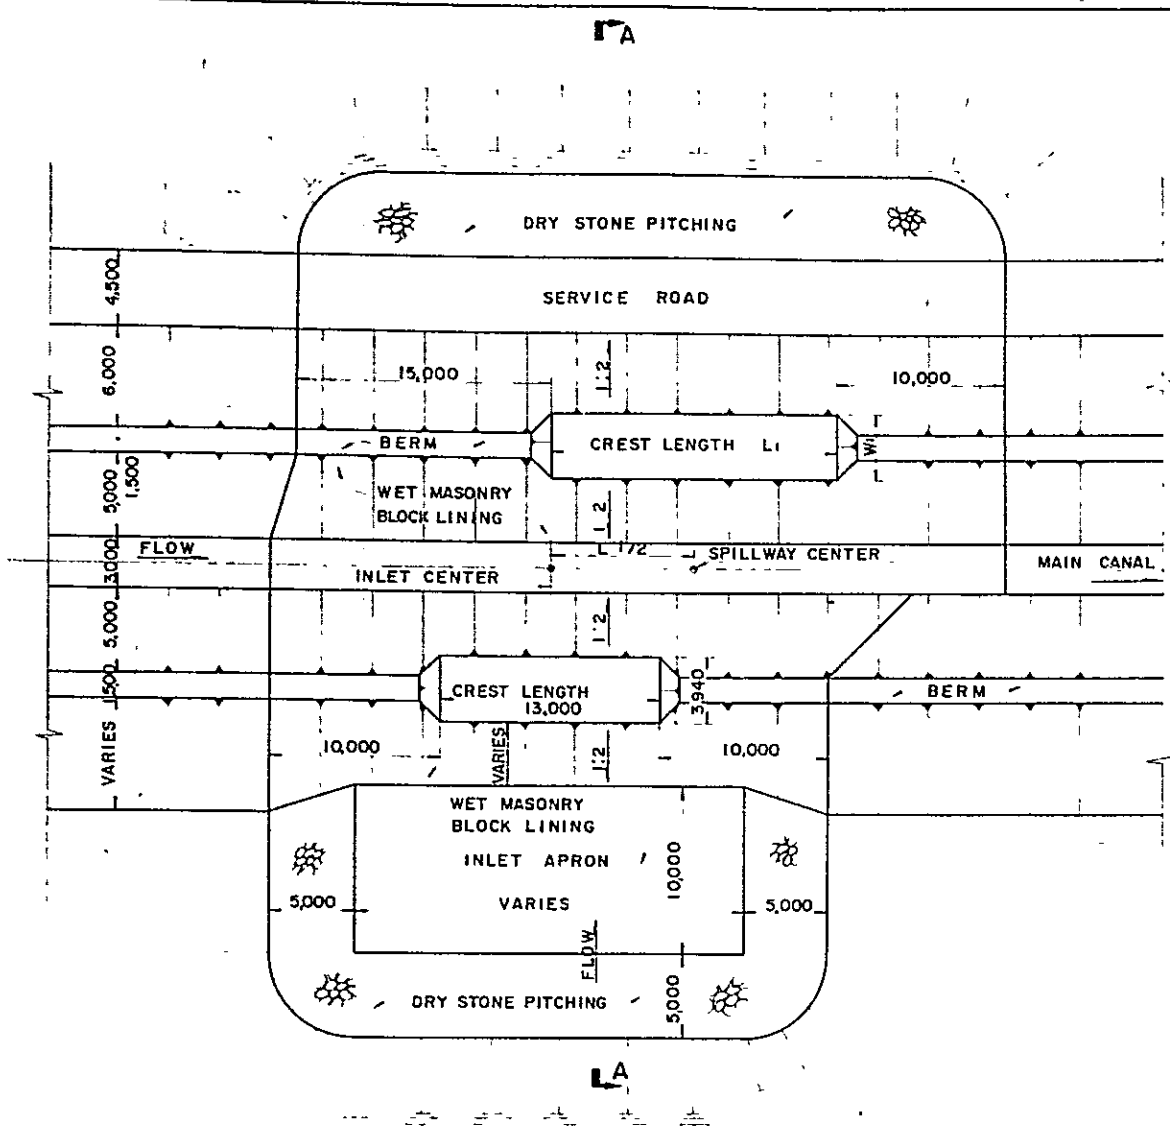 A
DRY STONE PITCHING
SERVICE ROAD
4,500
6,000
15,000
1:2
10,000
BERM
CREST LENGTH L1
W1
1,500
5,000
WET MASONRY
BLOCK LINING
1:2
FLOW
L 1/2
SPILLWAY CENTER
3,000
INLET CENTER
MAIN CANAL
5,000
1:2
1,500
CREST LENGTH
13,000
3,940
BERM
VARIES
10,000
VARIES
1:2
10,000
WET MASONRY
BLOCK LINING
INLET APRON
10,000
VARIES
5,000
5,000
FLOW
DRY STONE PITCHING
5,000
A